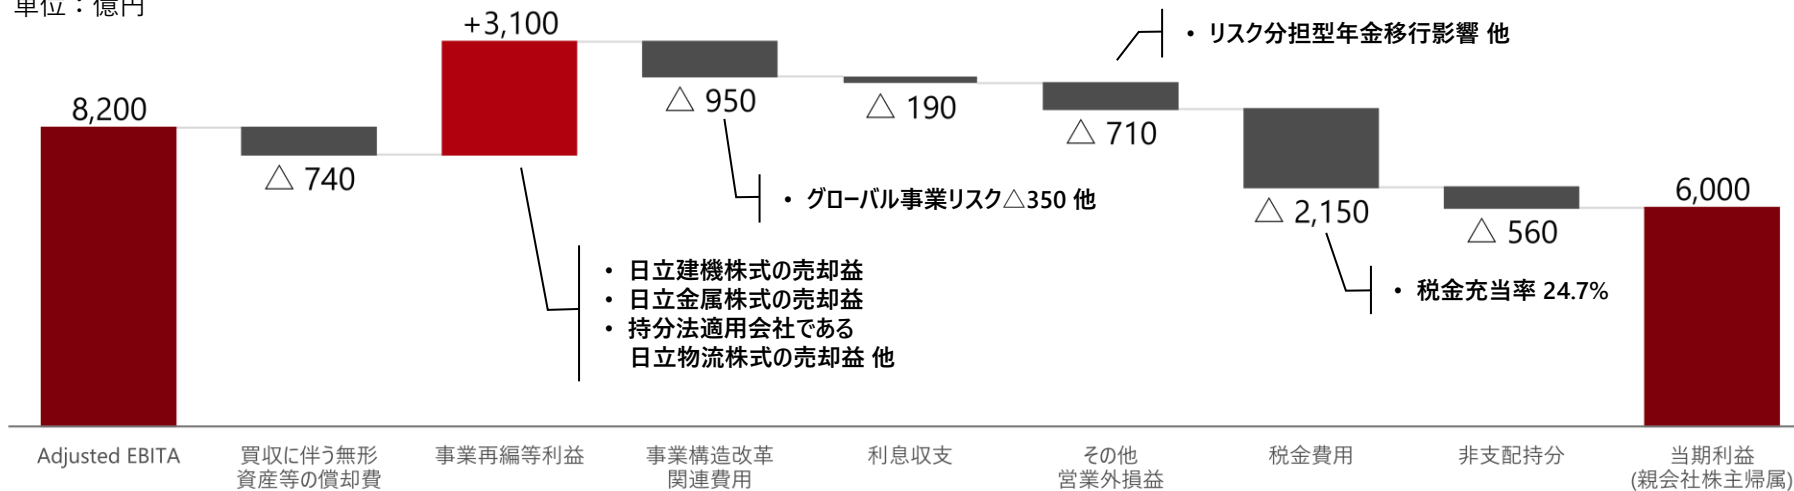 単位：億円
8,200
△ 740
+3,100
△ 950
△ 190
△ 710
△ 2,150
△ 560
6,000
• リスク分担型年金移行影響 他
• グローバル事業リスク△350 他
• 日立建機株式の売却益
• 日立金属株式の売却益
• 持分法適用会社である
日立物流株式の売却益 他
• 税金充当率 24.7%
Adjusted EBITA
買収に伴う無形
資産等の償却費
事業再編等利益
事業構造改革
関連費用
利息収支
その他
営業外損益
税金費用
非支配持分
当期利益
(親会社株主帰属)